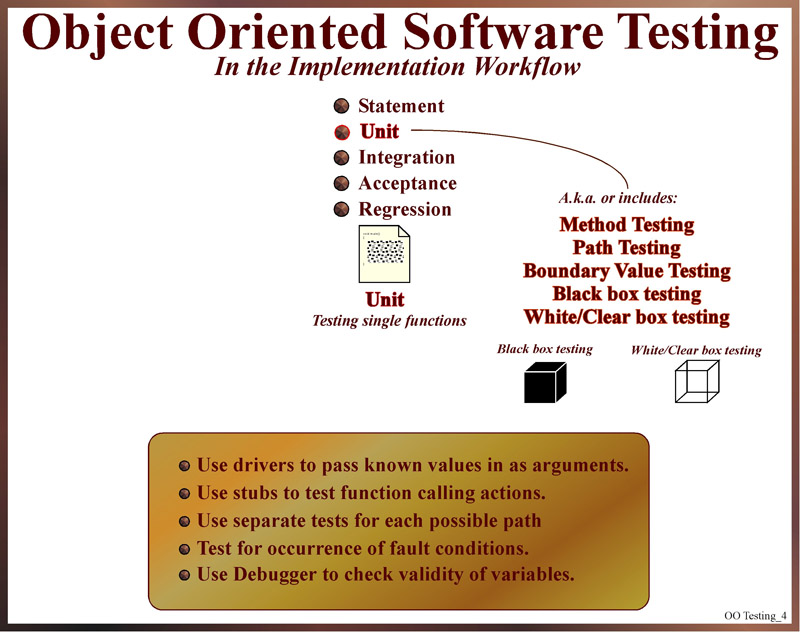 Object Oriented Software Testing
In the Implementation Workflow
Statement
Unit
Integration
Acceptance
Regression
Unit
Testing single functions
A.k.a. or includes:
Method Testing
Path Testing
Boundary Value Testing
Black box testing
White/Clear box testing
Black box testing
White/Clear box testing
Use drivers to pass known values in as arguments.
Use stubs to test function calling actions.
Use separate tests for each possible path
Test for occurrence of fault conditions.
Use Debugger to check validity of variables.
OO Testing_4